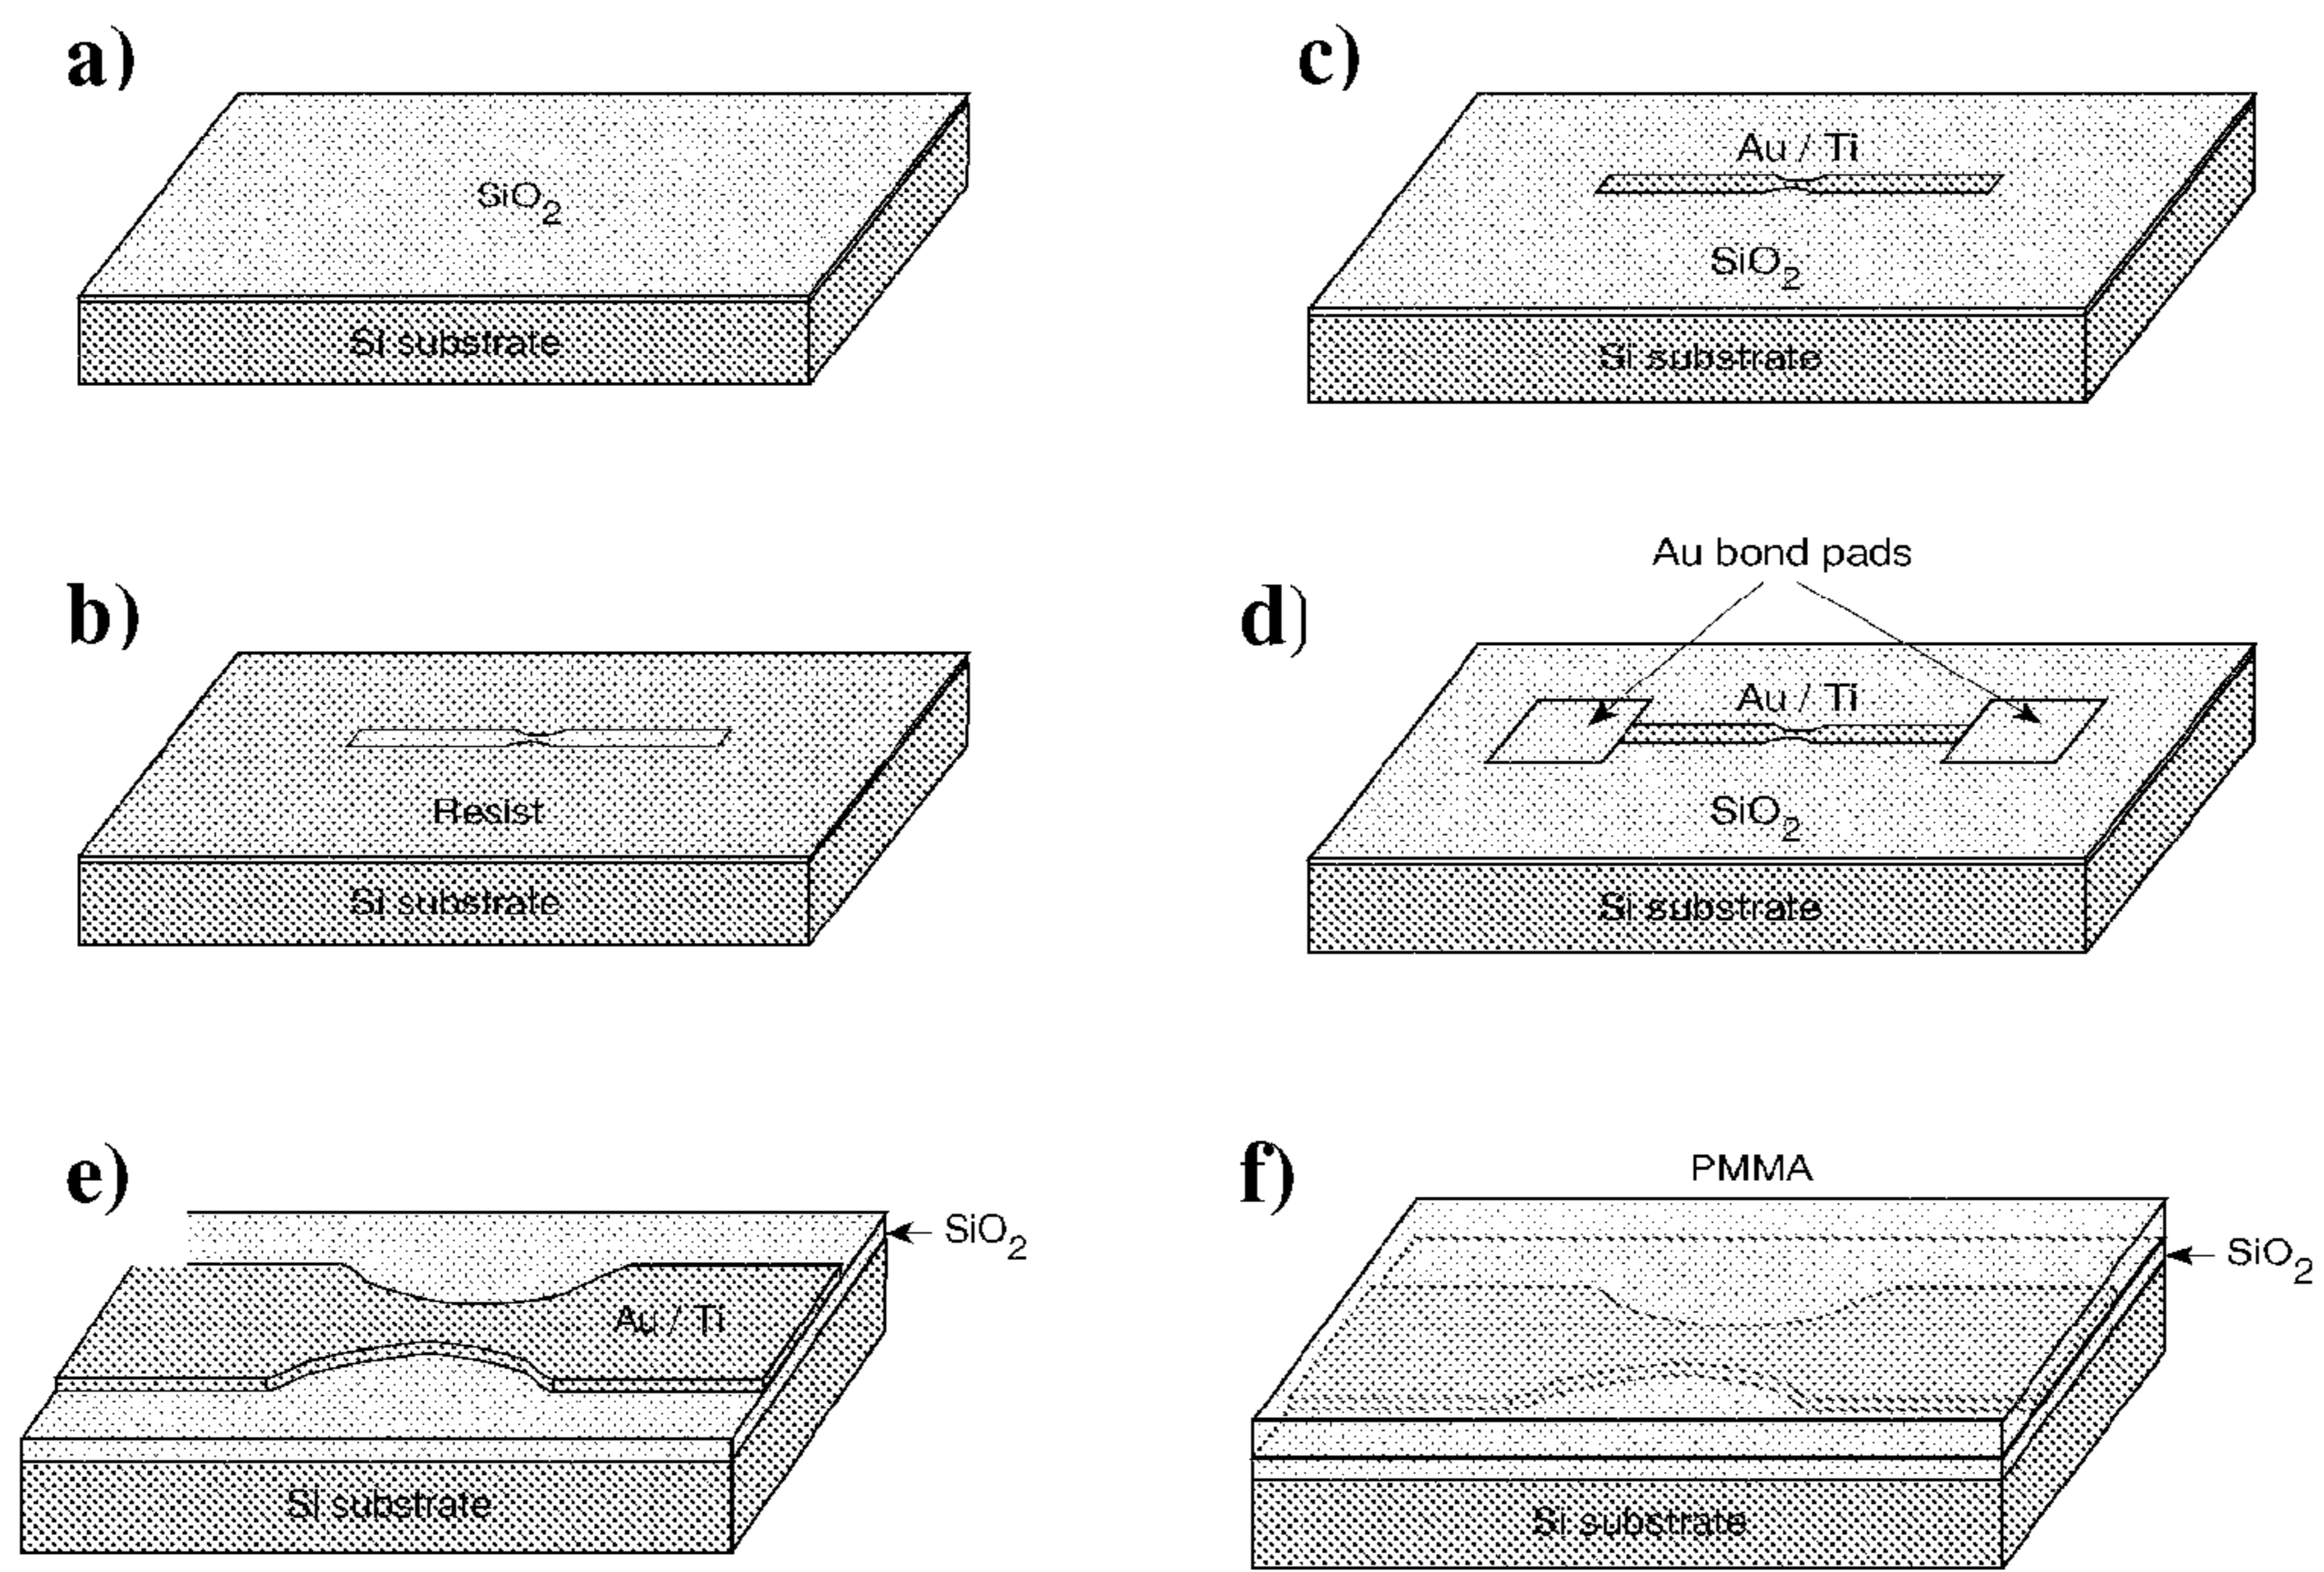 a)
SiO2
Si substrate
b)
Resist
Si substrate
c)
Au / Ti
SiO2
Si substrate
d)
Au bond pads
Au / Ti
SiO2
Si substrate
e)
SiO2
Au / Ti
Si substrate
f)
PMMA
SiO2
Si substrate